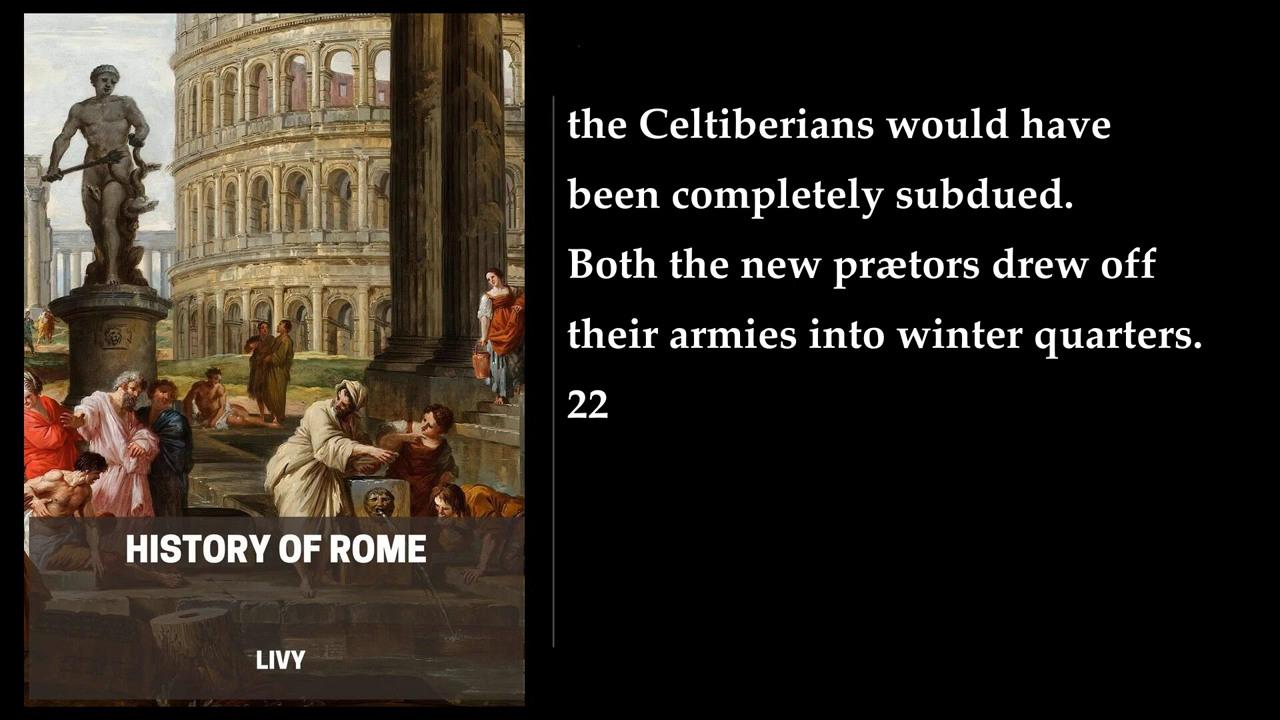 HISTORY OF ROME
LIVY
the Celtiberians would have
been completely subdued.
Both the new prætors drew off
their armies into winter quarters.
22